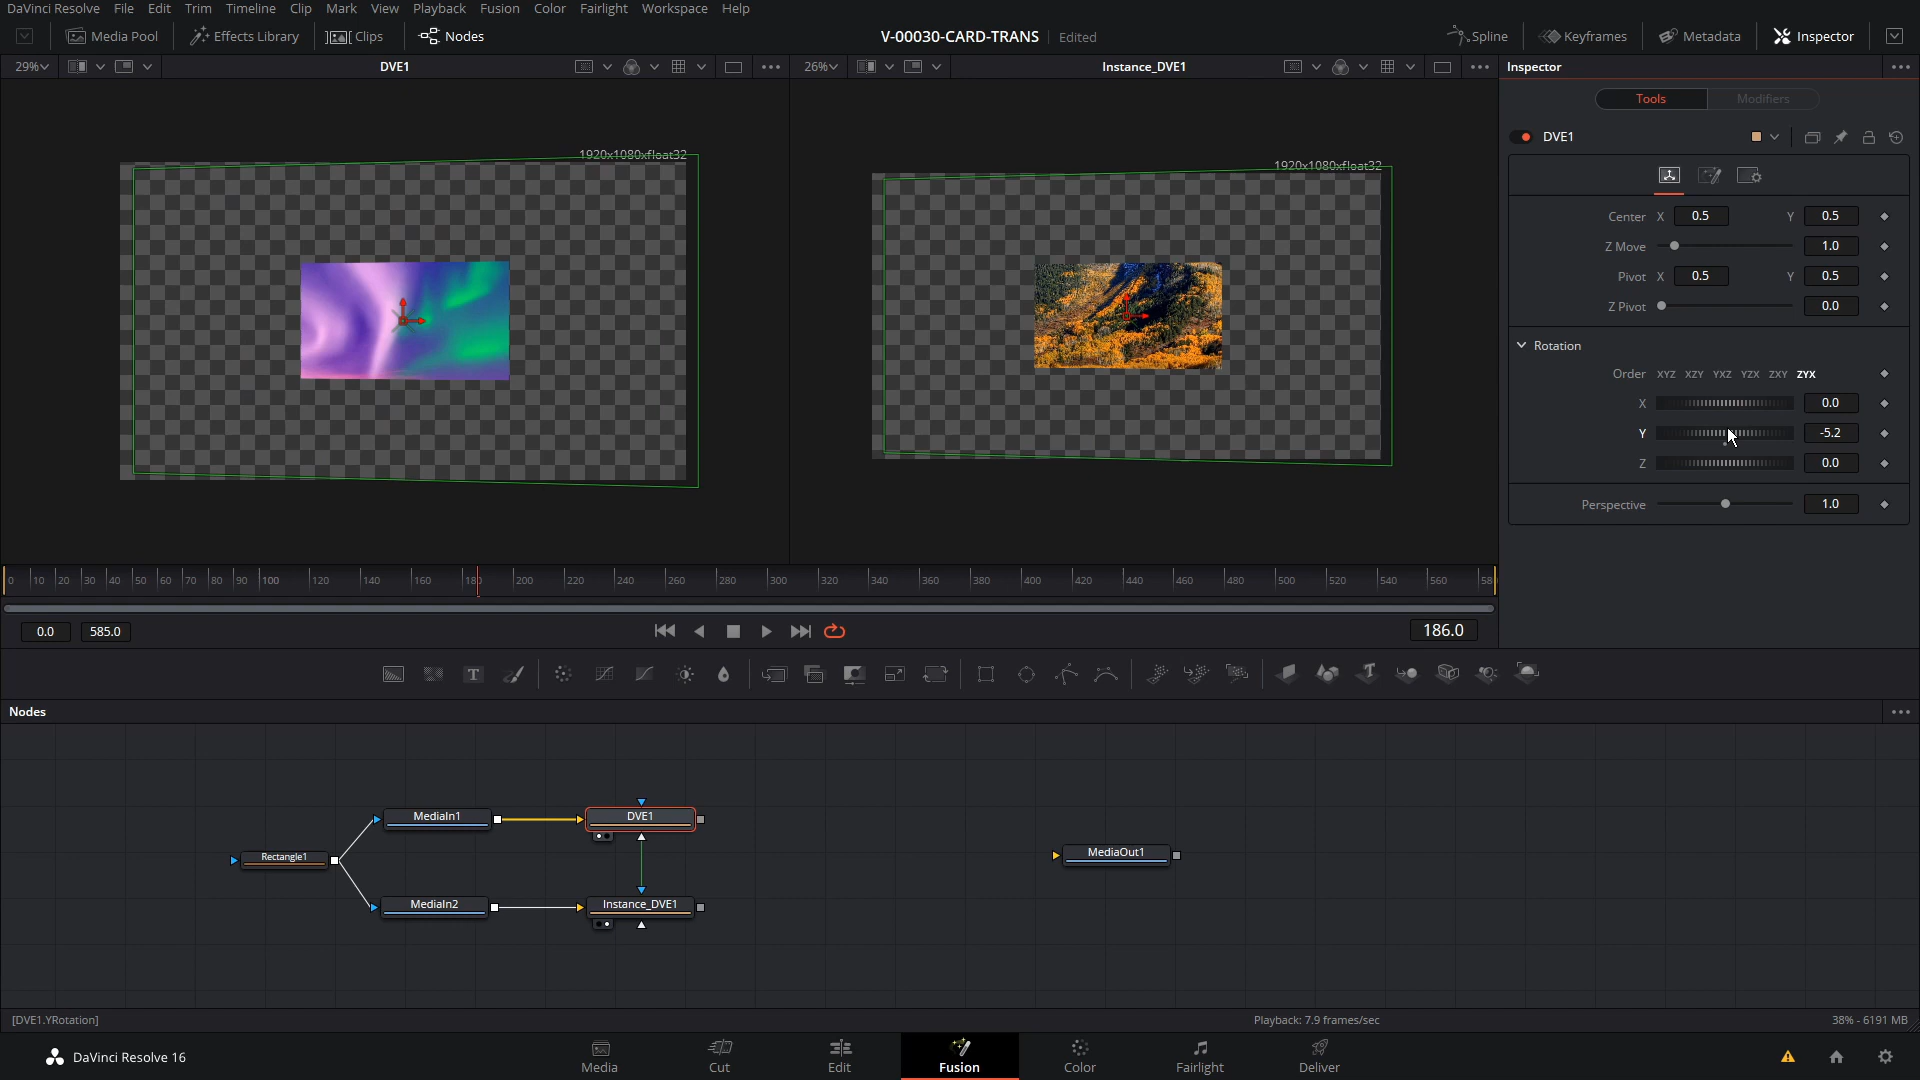 DaVinci Resolve File Edit Trim Timeline Clip Mark View Playback Fusion Color Fairlight Workspace Help
Media Pool Effects Library Clips Nodes V-00030-CARD-TRANS Edited Spline Keyframes Metadata Inspector
29% DVE1 26% Instance_DVE1 Inspector
Tools Modifiers
DVE1
1920x1080xfloat32
1920x1080xfloat32
Center X 0.5 Y 0.5
Z Move 1.0
Pivot X 0.5 Y 0.5
Z Pivot 0.0
Rotation
Order XYZ XZY YXZ YZX ZXY ZYX
X 0.0
Y -5.2
Z 0.0
Perspective 1.0
0 10 20 30 40 50 60 70 80 90 100 120 140 160 180 200 220 240 260 280 300 320 340 360 380 400 420 440 460 480 500 520 540 560 58
0.0 585.0 186.0
T T
Nodes
MediaIn1 DVE1
Rectangle1 MediaOut1
MediaIn2 Instance_DVE1
[DVE1.YRotation] Playback: 7.9 frames/sec 38% - 6191 MB
DaVinci Resolve 16 Media Cut Edit Fusion Color Fairlight Deliver